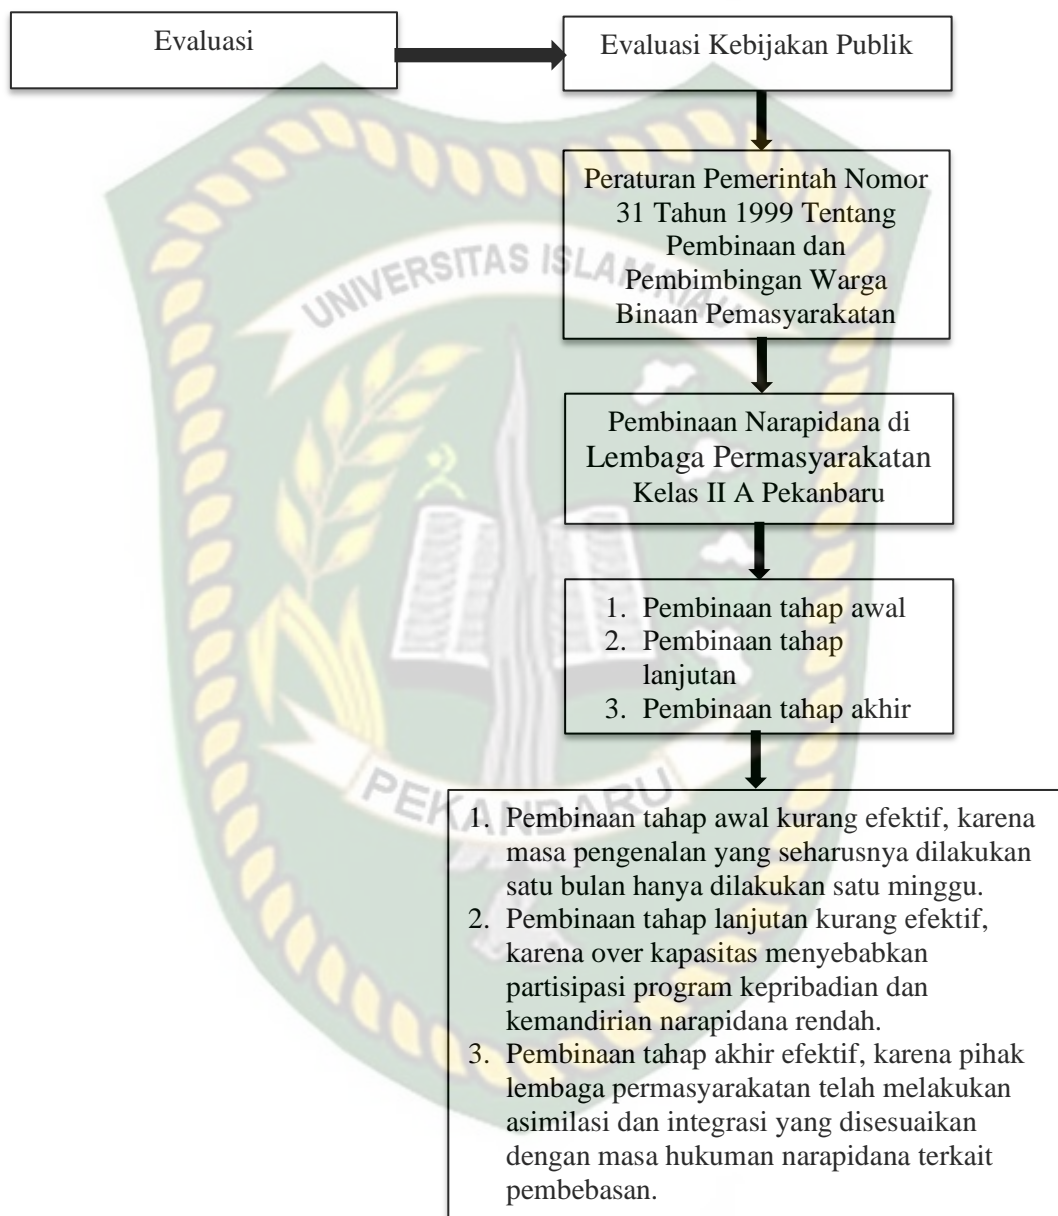 Evaluasi
Evaluasi Kebijakan Publik
Peraturan Pemerintah Nomor
31 Tahun 1999 Tentang
Pembinaan dan
Pembimbingan Warga
Binaan Pemasyarakatan
UNIVERSITAS ISLAM RIAU
Pembinaan Narapidana di
Lembaga Permasyarakatan
Kelas II A Pekanbaru
1. Pembinaan tahap awal
2. Pembinaan tahap
lanjutan
3. Pembinaan tahap akhir
PEKANBARU
1. Pembinaan tahap awal kurang efektif, karena
masa pengenalan yang seharusnya dilakukan
satu bulan hanya dilakukan satu minggu.
2. Pembinaan tahap lanjutan kurang efektif,
karena over kapasitas menyebabkan
partisipasi program kepribadian dan
kemandirian narapidana rendah.
3. Pembinaan tahap akhir efektif, karena pihak
lembaga permasyarakatan telah melakukan
asimilasi dan integrasi yang disesuaikan
dengan masa hukuman narapidana terkait
pembebasan.